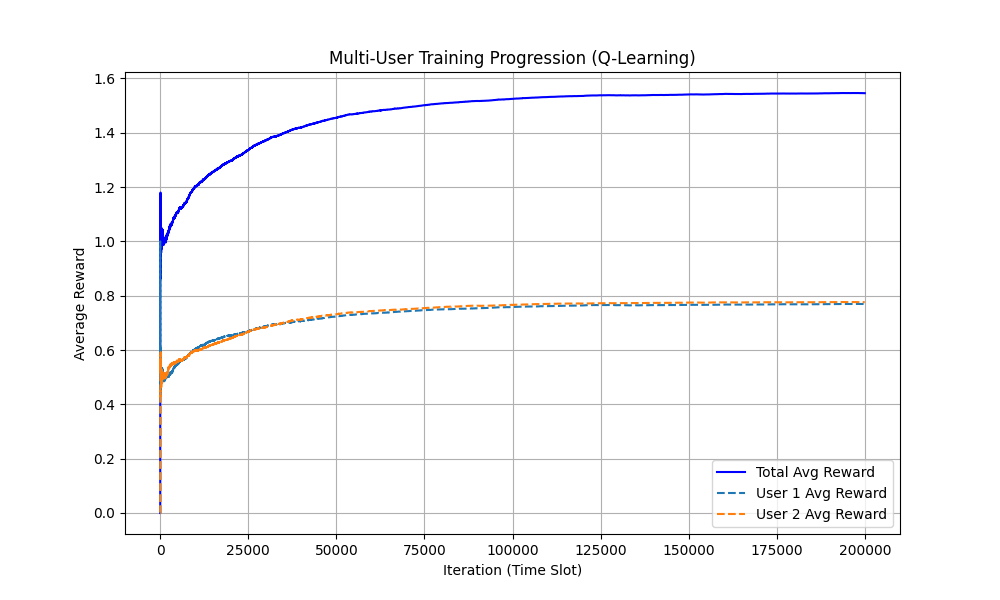 Multi-User Training Progression (Q-Learning)
Average Reward
1.6
1.4
1.2
1.0
0.8
0.6
0.4
0.2
0.0
Total Avg Reward
User 1 Avg Reward
User 2 Avg Reward
0 25000 50000 75000 100000 125000 150000 175000 200000
Iteration (Time Slot)